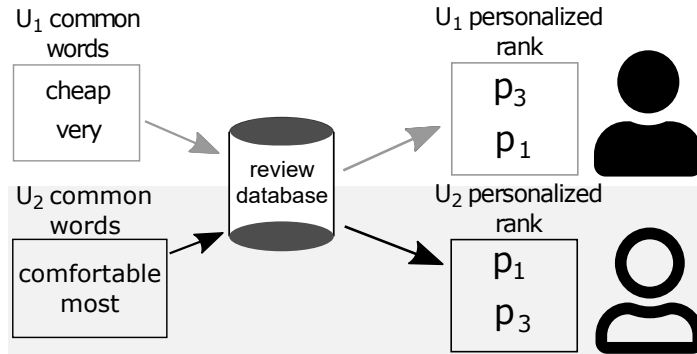 U₁ common
words
cheap
very
review
database
U₁ personalized
rank
p₃
p₁
U₂ common
words
comfortable
most
U₂ personalized
rank
p₁
p₃